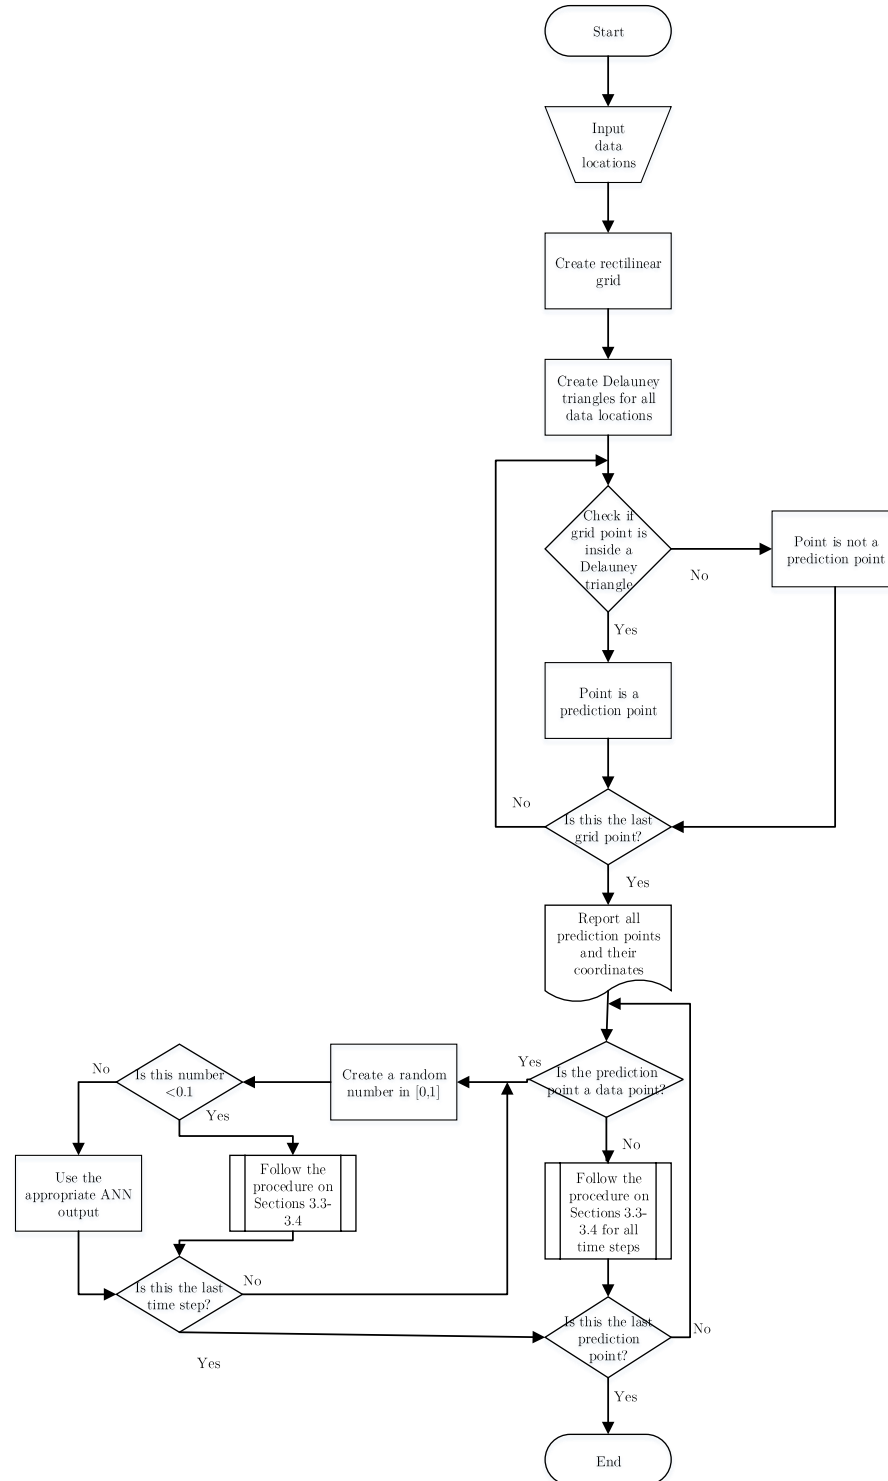 Start
Input
data
locations
Create rectilinear
grid
Create Delauney
triangles for all
data locations
Check if
grid point is
inside a
Delauney
triangle
No
Point is not a
prediction point
Yes
Point is a
prediction point
No
Is this the last
grid point?
Yes
Report all
prediction points
and their
coordinates
Yes
Is the prediction
point a data point?
Create a random
number in [0,1]
No
Is this number
<0.1
Yes
No
Use the
appropriate ANN
output
Follow the
procedure on
Sections 3.3-
3.4
Follow the
procedure on
Sections 3.3-
3.4 for all
time steps
Is this the last
time step?
No
Yes
Is this the last
prediction
point?
No
Yes
End